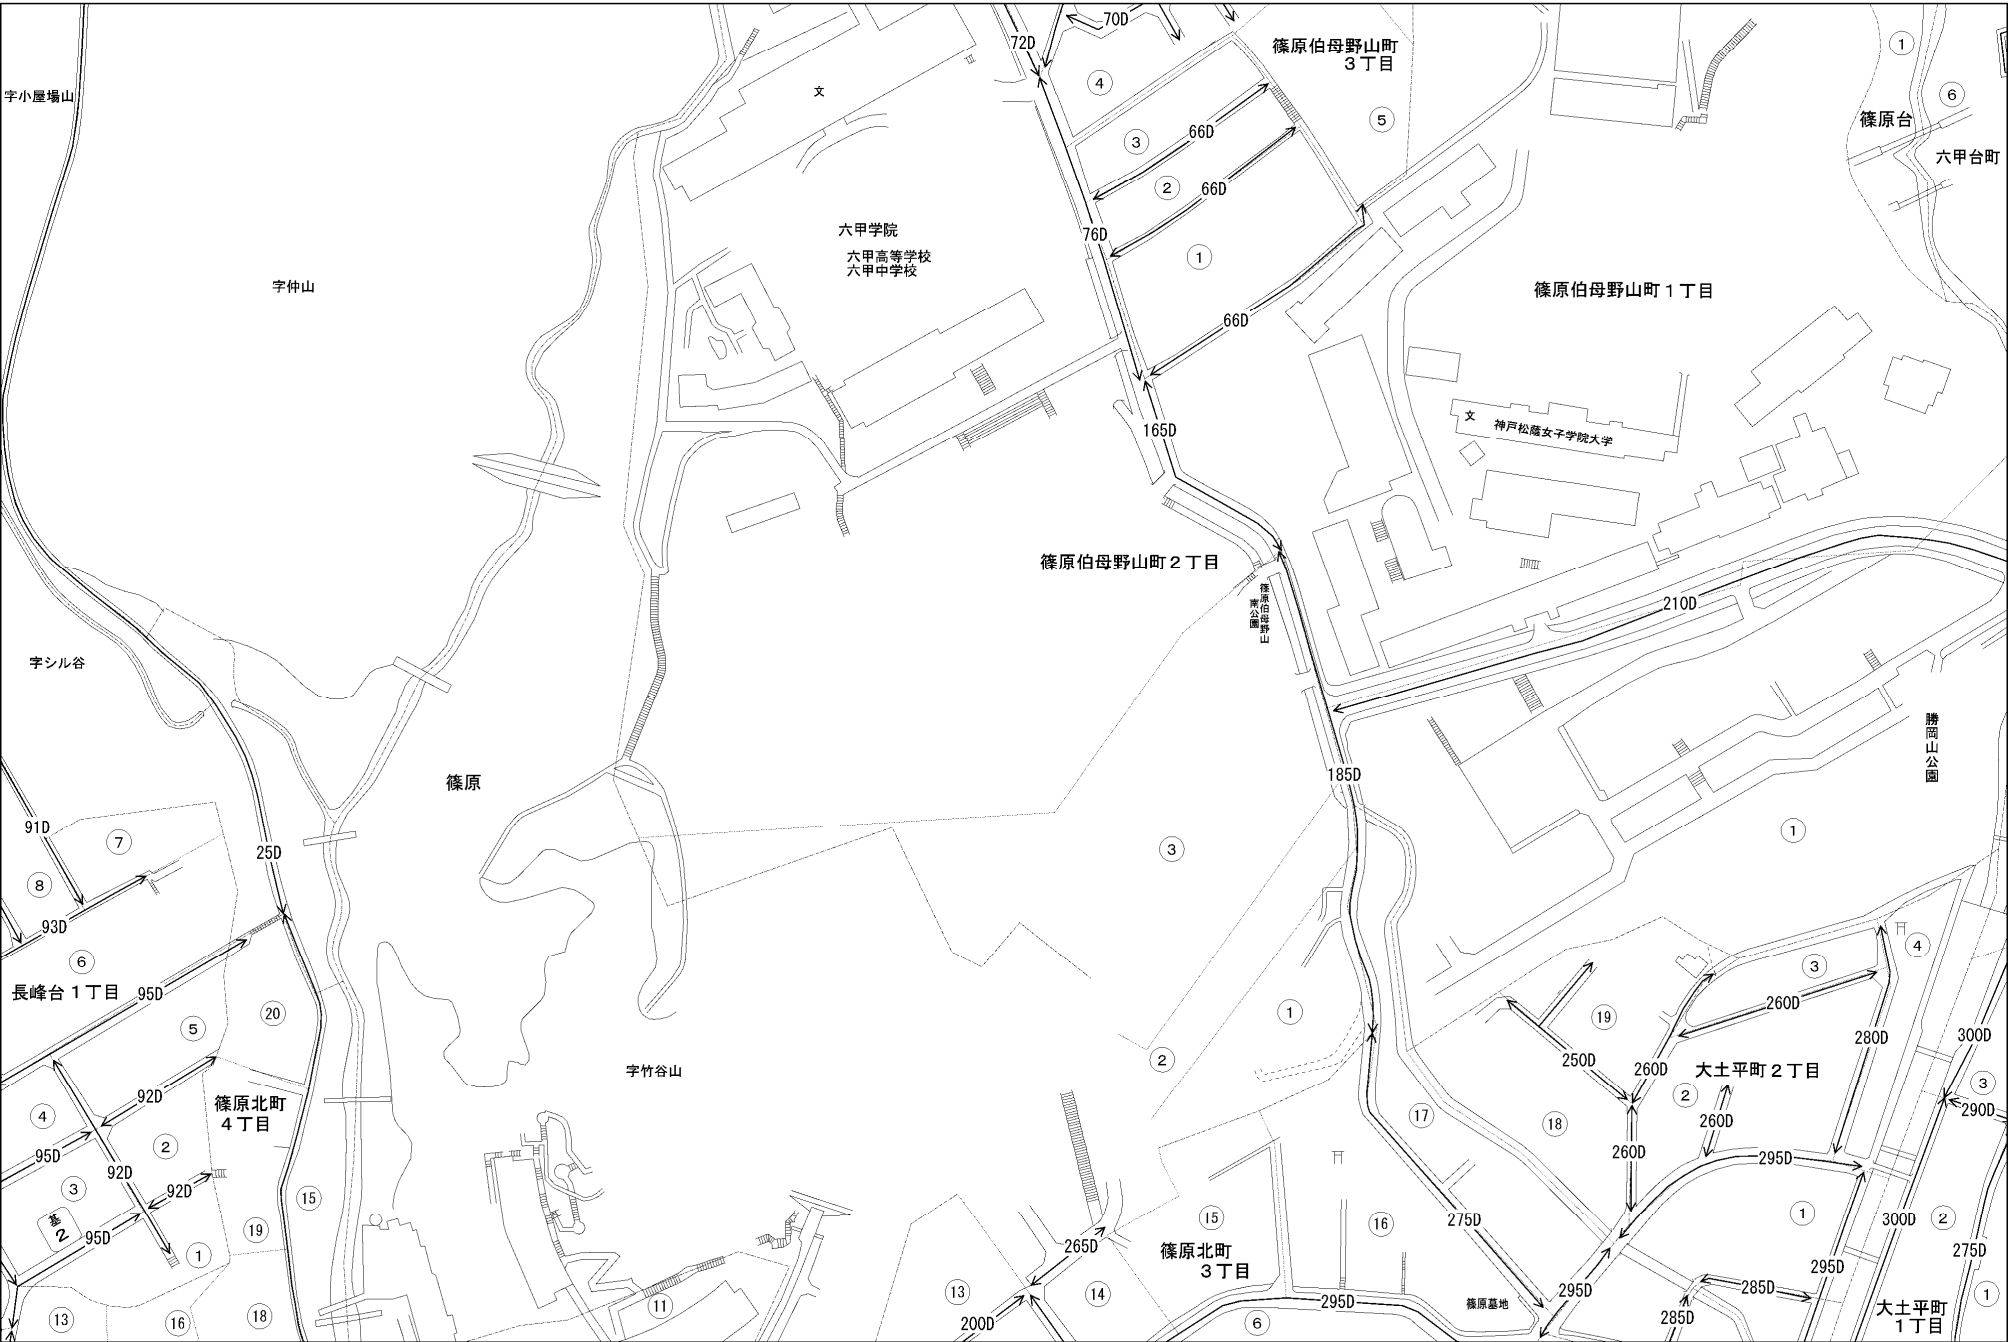 70D
72D
篠原伯母野山町
3丁目
①
④
字小屋場山
文
⑥
66D
⑤
篠原台
③
六甲台町
②
66D
六甲学院
76D
六甲高等学校
六甲中学校
①
字仲山
篠原伯母野山町1丁目
66D
文
神戸松蔭女子学院大学
165D
篠原伯母野山町2丁目
篠原伯母野山
南公園
210D
字シル谷
勝岡山公園
185D
篠原
91D
①
⑦
25D
③
⑧
93D
④
⑥
③
長峰台1丁目
95D
260D
⑳
①
⑲
⑤
300D
280D
250D
②
260D
大土平町2丁目
字竹谷山
③
92D
②
篠原北町
4丁目
④
⑰
290D
⑱
260D
②
260D
95D
295D
92D
③
92D
⑮
①
②
基
2
⑲
⑮
⑯
275D
300D
95D
①
265D
篠原北町
3丁目
275D
295D
285D
295D
13
⑭
①
⑪
295D
篠原墓地
大土平町
1丁目
⑬
⑯
⑱
200D
⑥
285D